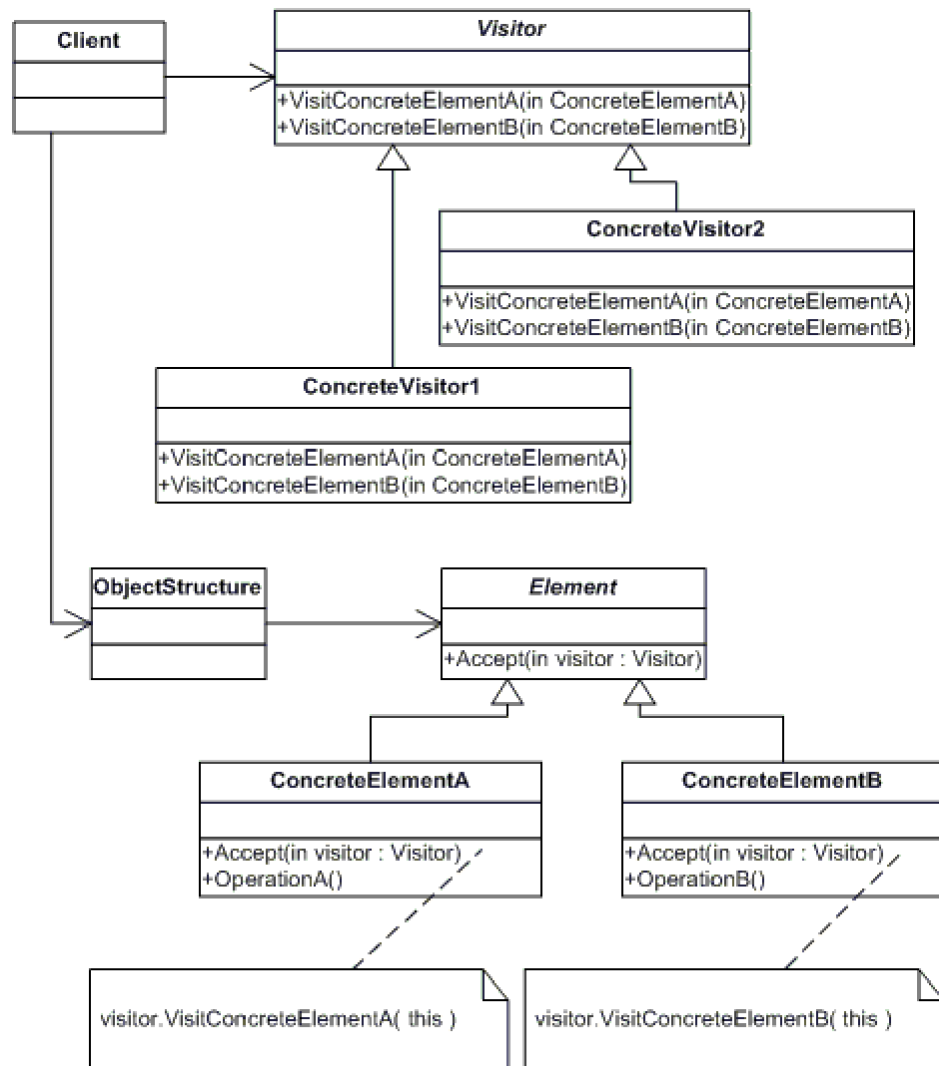 Client
Visitor
+VisitConcreteElementA(in ConcreteElementA)
+VisitConcreteElementB(in ConcreteElementB)
ConcreteVisitor2
+VisitConcreteElementA(in ConcreteElementA)
+VisitConcreteElementB(in ConcreteElementB)
ConcreteVisitor1
+VisitConcreteElementA(in ConcreteElementA)
+VisitConcreteElementB(in ConcreteElementB)
ObjectStructure
Element
+Accept(in visitor : Visitor)
ConcreteElementA
+Accept(in visitor : Visitor)
+OperationA()
ConcreteElementB
+Accept(in visitor : Visitor)
+OperationB()
visitor.VisitConcreteElementA( this )
visitor.VisitConcreteElementB( this )